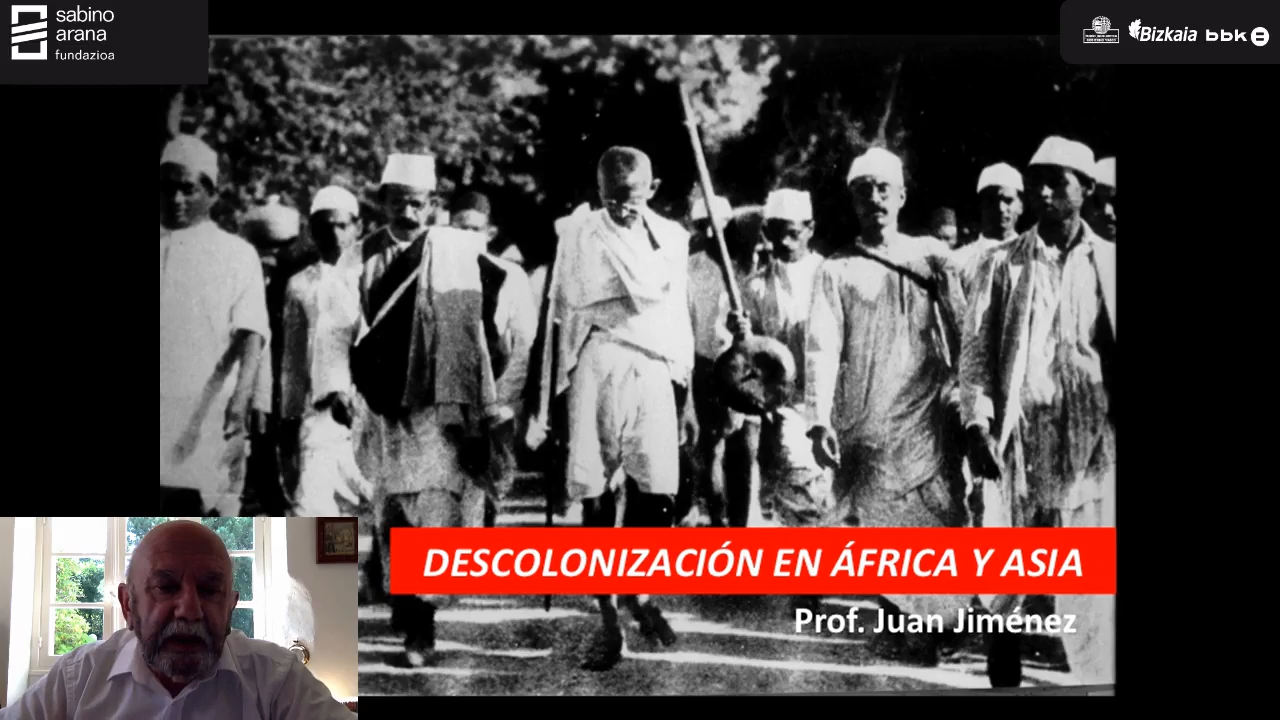 sabino
arana
fundazioa
Bizkaia bbk
DESCOLONIZACIÓN EN ÁFRICA Y ASIA
Prof. Juan Jiménez